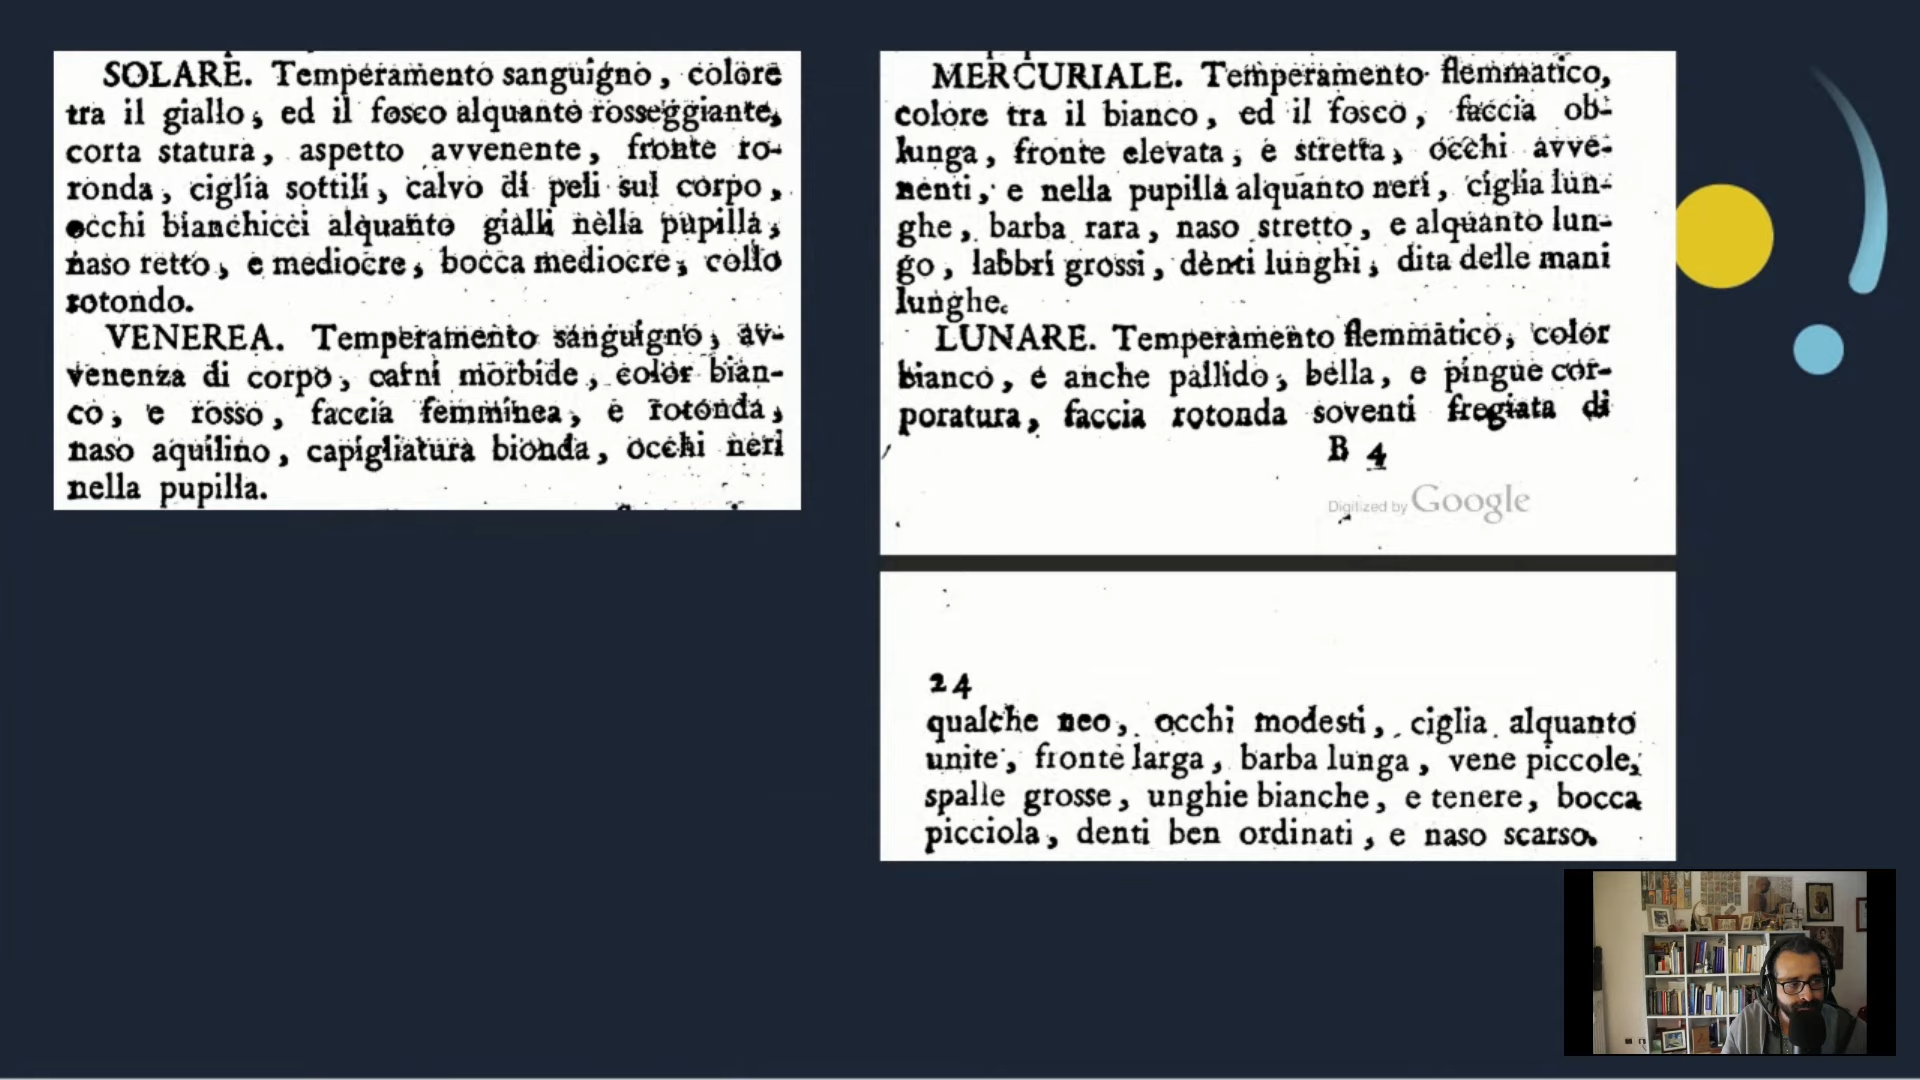 SOLARE. Temperamento sanguigno, colore
tra il giallo, ed il fosco alquanto rosseggiante,
corta statura, aspetto avvenente, fronte ro-
ronda, ciglia sottili, calvo di peli sul corpo,
occhi bianchicci alquanto gialli nella pupilla,
naso retto, e mediocre, bocca mediocre, collo
rotondo.
VENEREA. Temperamento sanguigno, av-
venenza di corpo, carni morbide, color bian-
co, e rosso, faccia femminea, e rotonda,
naso aquilino, capigliatura bionda, occhi neri
nella pupilla.
MERCURIALE. Temperamento flemmatico,
colore tra il bianco, ed il fosco, faccia ob-
lunga, fronte elevata, e stretta, occhi avve-
nenti, e nella pupilla alquanto neri, ciglia lun-
ghe, barba rara, naso stretto, e alquanto lun-
go, labbri grossi, denti lunghi, dita delle mani
lunghe.
LUNARE. Temperamento flemmatico, color
bianco, e anche pallido, bella, e pingue cor-
poratura, faccia rotonda soventi fregiata di
B 4
Digitized by Google
24
qualche neo, occhi modesti, ciglia alquanto
unite, fronte larga, barba lunga, vene piccole,
spalle grosse, unghie bianche, e tenere, bocca
picciola, denti ben ordinati, e naso scarso.